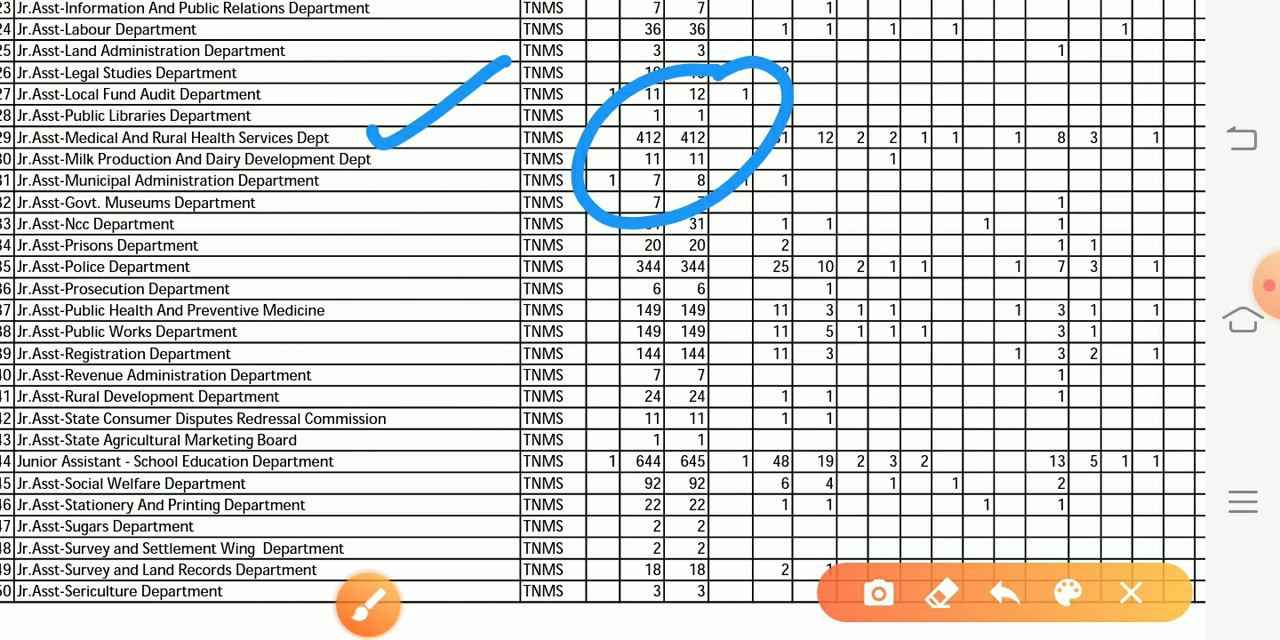 23 Jr.Asst-Information And Public Relations Department TNMS 7 7 1
24 Jr.Asst-Labour Department TNMS 36 36 1 1 1 1 1
25 Jr.Asst-Land Administration Department TNMS 3 3 1
26 Jr.Asst-Legal Studies Department TNMS
27 Jr.Asst-Local Fund Audit Department TNMS 1 11 12 1
28 Jr.Asst-Public Libraries Department TNMS 1 1
29 Jr.Asst-Medical And Rural Health Services Dept TNMS 412 412 12 2 2 1 1 1 8 3 1
30 Jr.Asst-Milk Production And Dairy Development Dept TNMS 11 11 1
31 Jr.Asst-Municipal Administration Department TNMS 1 7 8 1 1
32 Jr.Asst-Govt. Museums Department TNMS 7 1
33 Jr.Asst-Ncc Department TNMS 31 1 1 1 1
34 Jr.Asst-Prisons Department TNMS 20 20 2 1 1
35 Jr.Asst-Police Department TNMS 344 344 25 10 2 1 1 1 7 3 1
36 Jr.Asst-Prosecution Department TNMS 6 6 1
37 Jr.Asst-Public Health And Preventive Medicine TNMS 149 149 11 3 1 1 1 3 1 1
38 Jr.Asst-Public Works Department TNMS 149 149 11 5 1 1 1 3 1
39 Jr.Asst-Registration Department TNMS 144 144 11 3 1 3 2 1
40 Jr.Asst-Revenue Administration Department TNMS 7 7 1
41 Jr.Asst-Rural Development Department TNMS 24 24 1 1 1
42 Jr.Asst-State Consumer Disputes Redressal Commission TNMS 11 11 1 1
43 Jr.Asst-State Agricultural Marketing Board TNMS 1 1
44 Junior Assistant - School Education Department TNMS 1 644 645 1 48 19 2 3 2 13 5 1 1
45 Jr.Asst-Social Welfare Department TNMS 92 92 6 4 1 1 2
46 Jr.Asst-Stationery And Printing Department TNMS 22 22 1 1 1 1
47 Jr.Asst-Sugars Department TNMS 2 2
48 Jr.Asst-Survey and Settlement Wing Department TNMS 2 2
49 Jr.Asst-Survey and Land Records Department TNMS 18 18 2
50 Jr.Asst-Sericulture Department TNMS 3 3